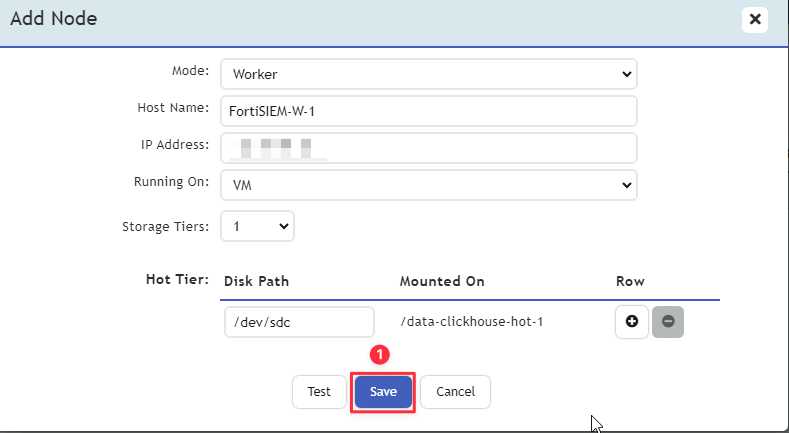 Add Node
Mode: Worker
Host Name: FortiSIEM-W-1
IP Address:
Running On: VM
Storage Tiers: 1
Hot Tier: Disk Path Mounted On Row
/dev/sdc /data-clickhouse-hot-1
1
Test Save Cancel